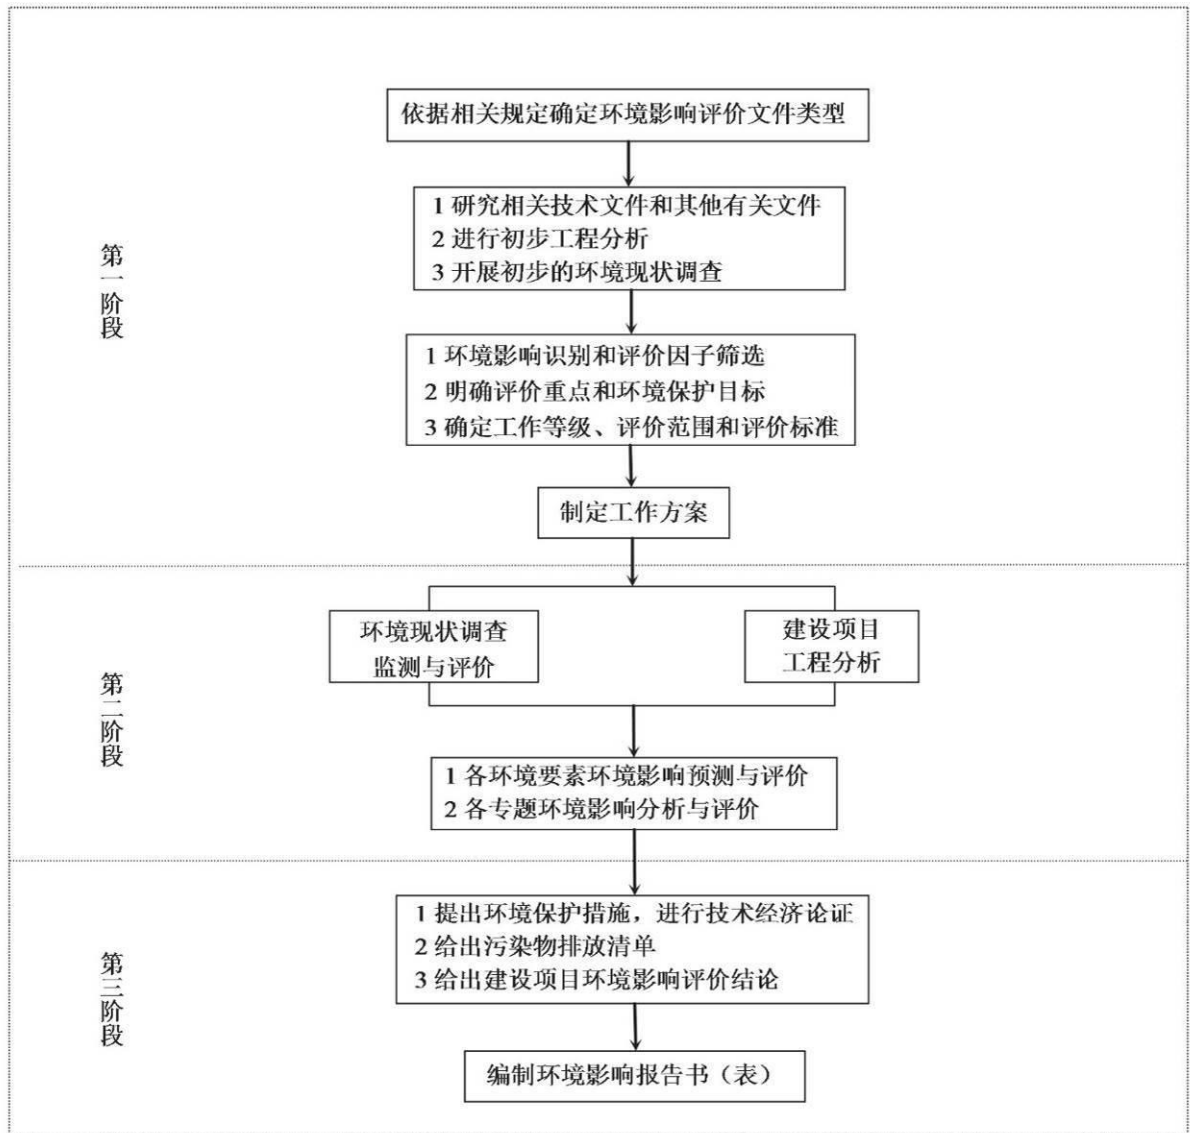 依据相关规定确定环境影响评价文件类型
1 研究相关技术文件和其他有关文件
2 进行初步工程分析
3 开展初步的环境现状调查
第一阶段
1 环境影响识别和评价因子筛选
2 明确评价重点和环境保护目标
3 确定工作等级、评价范围和评价标准
制定工作方案
环境现状调查
监测与评价
建设项目
工程分析
第二阶段
1 各环境要素环境影响预测与评价
2 各专题环境影响分析与评价
1 提出环境保护措施，进行技术经济论证
2 给出污染物排放清单
3 给出建设项目环境影响评价结论
第三阶段
编制环境影响报告书（表）